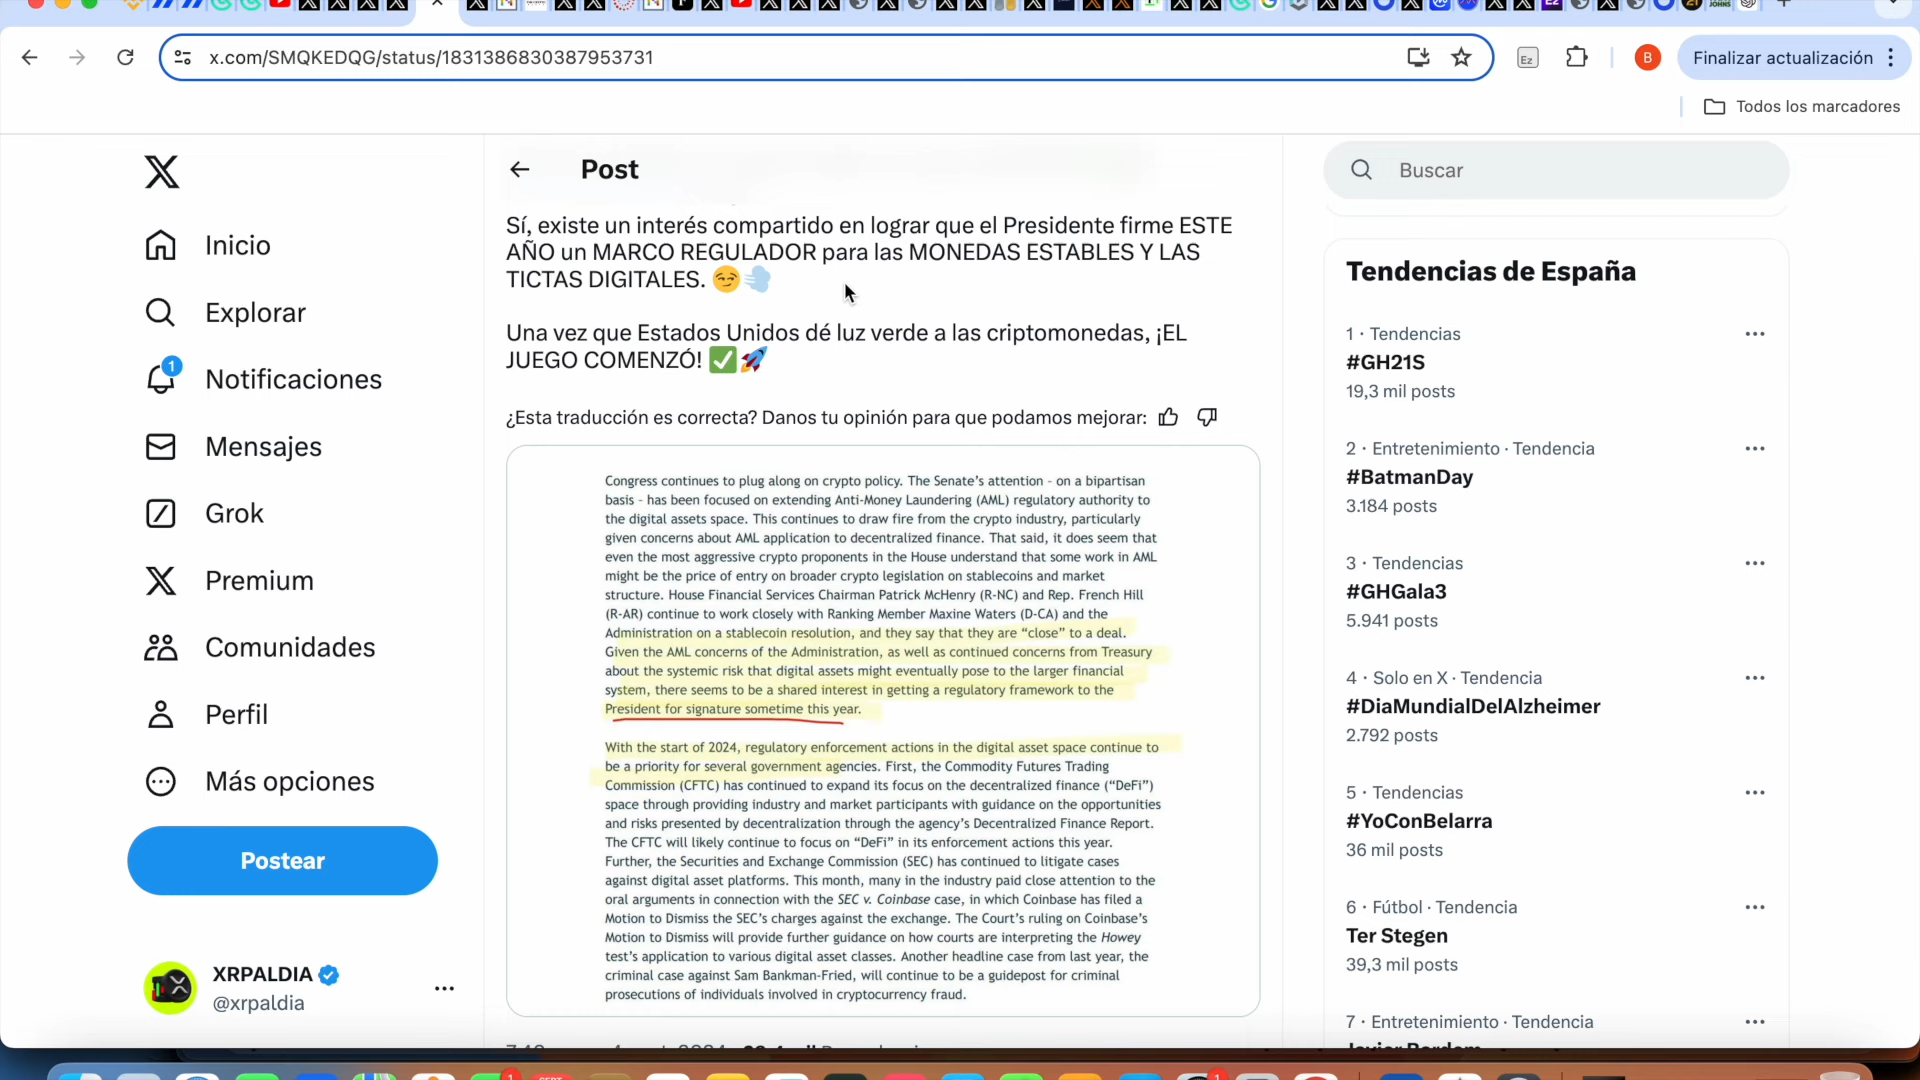 x.com/SMQKEDQG/status/1831386830387953731
Ez
B
Finalizar actualización
Todos los marcadores
Inicio
Explorar
1
Notificaciones
Mensajes
Grok
Premium
Comunidades
Perfil
Más opciones
Postear
XRPALDIA
@xrpaldia
Post
Sí, existe un interés compartido en lograr que el Presidente firme ESTE
AÑO un MARCO REGULADOR para las MONEDAS ESTABLES Y LAS
TICTAS DIGITALES. 😏💨
Una vez que Estados Unidos dé luz verde a las criptomonedas, ¡EL
JUEGO COMENZÓ! ✅🚀
¿Esta traducción es correcta? Danos tu opinión para que podamos mejorar:
Congress continues to plug along on crypto policy. The Senate's attention - on a bipartisan
basis - has been focused on extending Anti-Money Laundering (AML) regulatory authority to
the digital assets space. This continues to draw fire from the crypto industry, particularly
given concerns about AML application to decentralized finance. That said, it does seem that
even the most aggressive crypto proponents in the House understand that some work in AML
might be the price of entry on broader crypto legislation on stablecoins and market
structure. House Financial Services Chairman Patrick McHenry (R-NC) and Rep. French Hill
(R-AR) continue to work closely with Ranking Member Maxine Waters (D-CA) and the
Administration on a stablecoin resolution, and they say that they are “close” to a deal.
Given the AML concerns of the Administration, as well as continued concerns from Treasury
about the systemic risk that digital assets might eventually pose to the larger financial
system, there seems to be a shared interest in getting a regulatory framework to the
President for signature sometime this year.
With the start of 2024, regulatory enforcement actions in the digital asset space continue to
be a priority for several government agencies. First, the Commodity Futures Trading
Commission (CFTC) has continued to expand its focus on the decentralized finance (“DeFi”)
space through providing industry and market participants with guidance on the opportunities
and risks presented by decentralization through the agency's Decentralized Finance Report.
The CFTC will likely continue to focus on “DeFi” in its enforcement actions this year.
Further, the Securities and Exchange Commission (SEC) has continued to litigate cases
against digital asset platforms. This month, many in the industry paid close attention to the
oral arguments in connection with the SEC v. Coinbase case, in which Coinbase has filed a
Motion to Dismiss the SEC's charges against the exchange. The Court's ruling on Coinbase's
Motion to Dismiss will provide further guidance on how courts are interpreting the Howey
test's application to various digital asset classes. Another headline case from last year, the
criminal case against Sam Bankman-Fried, will continue to be a guidepost for criminal
prosecutions of individuals involved in cryptocurrency fraud.
Buscar
Tendencias de España
1 · Tendencias
#GH21S
19,3 mil posts
2 · Entretenimiento · Tendencia
#BatmanDay
3.184 posts
3 · Tendencias
#GHGala3
5.941 posts
4 · Solo en X · Tendencia
#DiaMundialDelAlzheimer
2.792 posts
5 · Tendencias
#YoConBelarra
36 mil posts
6 · Fútbol · Tendencia
Ter Stegen
39,3 mil posts
7 · Entretenimiento · Tendencia